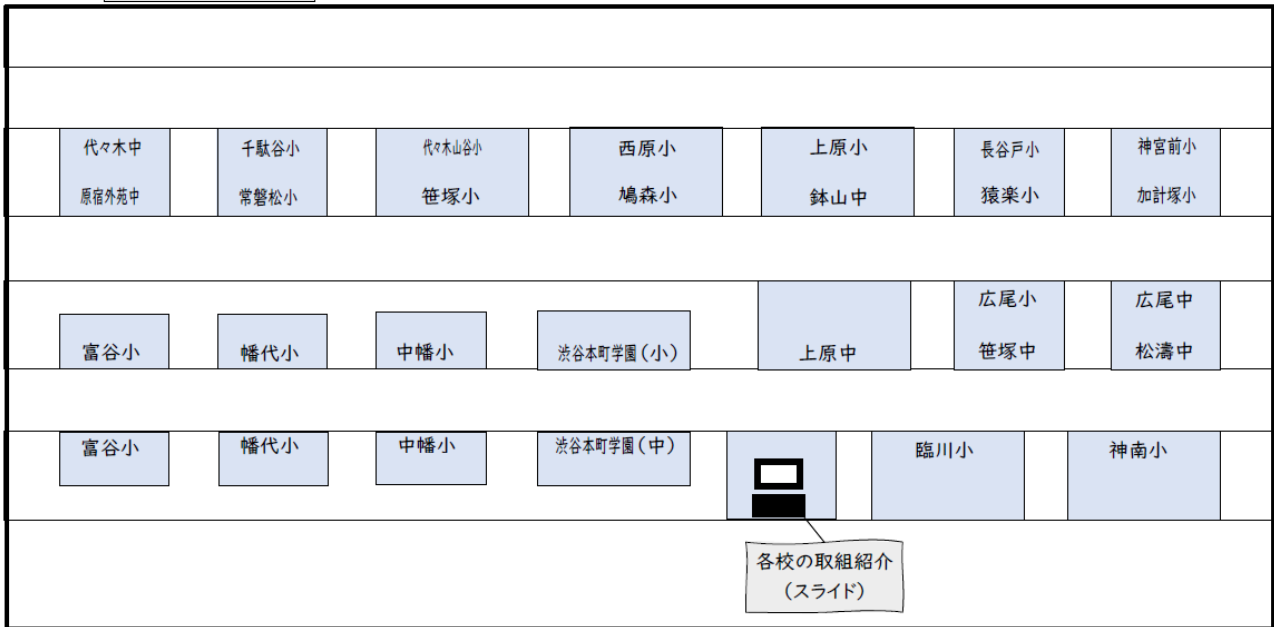 代々木中
原宿外苑中
千駄谷小
常磐松小
代々木山谷小
笹塚小
西原小
鳩森小
上原小
鉢山中
長谷戸小
猿楽小
神宮前小
加計塚小
富谷小
幡代小
中幡小
渋谷本町学園(小)
上原中
広尾小
笹塚中
広尾中
松濤中
富谷小
幡代小
中幡小
渋谷本町学園(中)
臨川小
神南小
各校の取組紹介
(スライド)